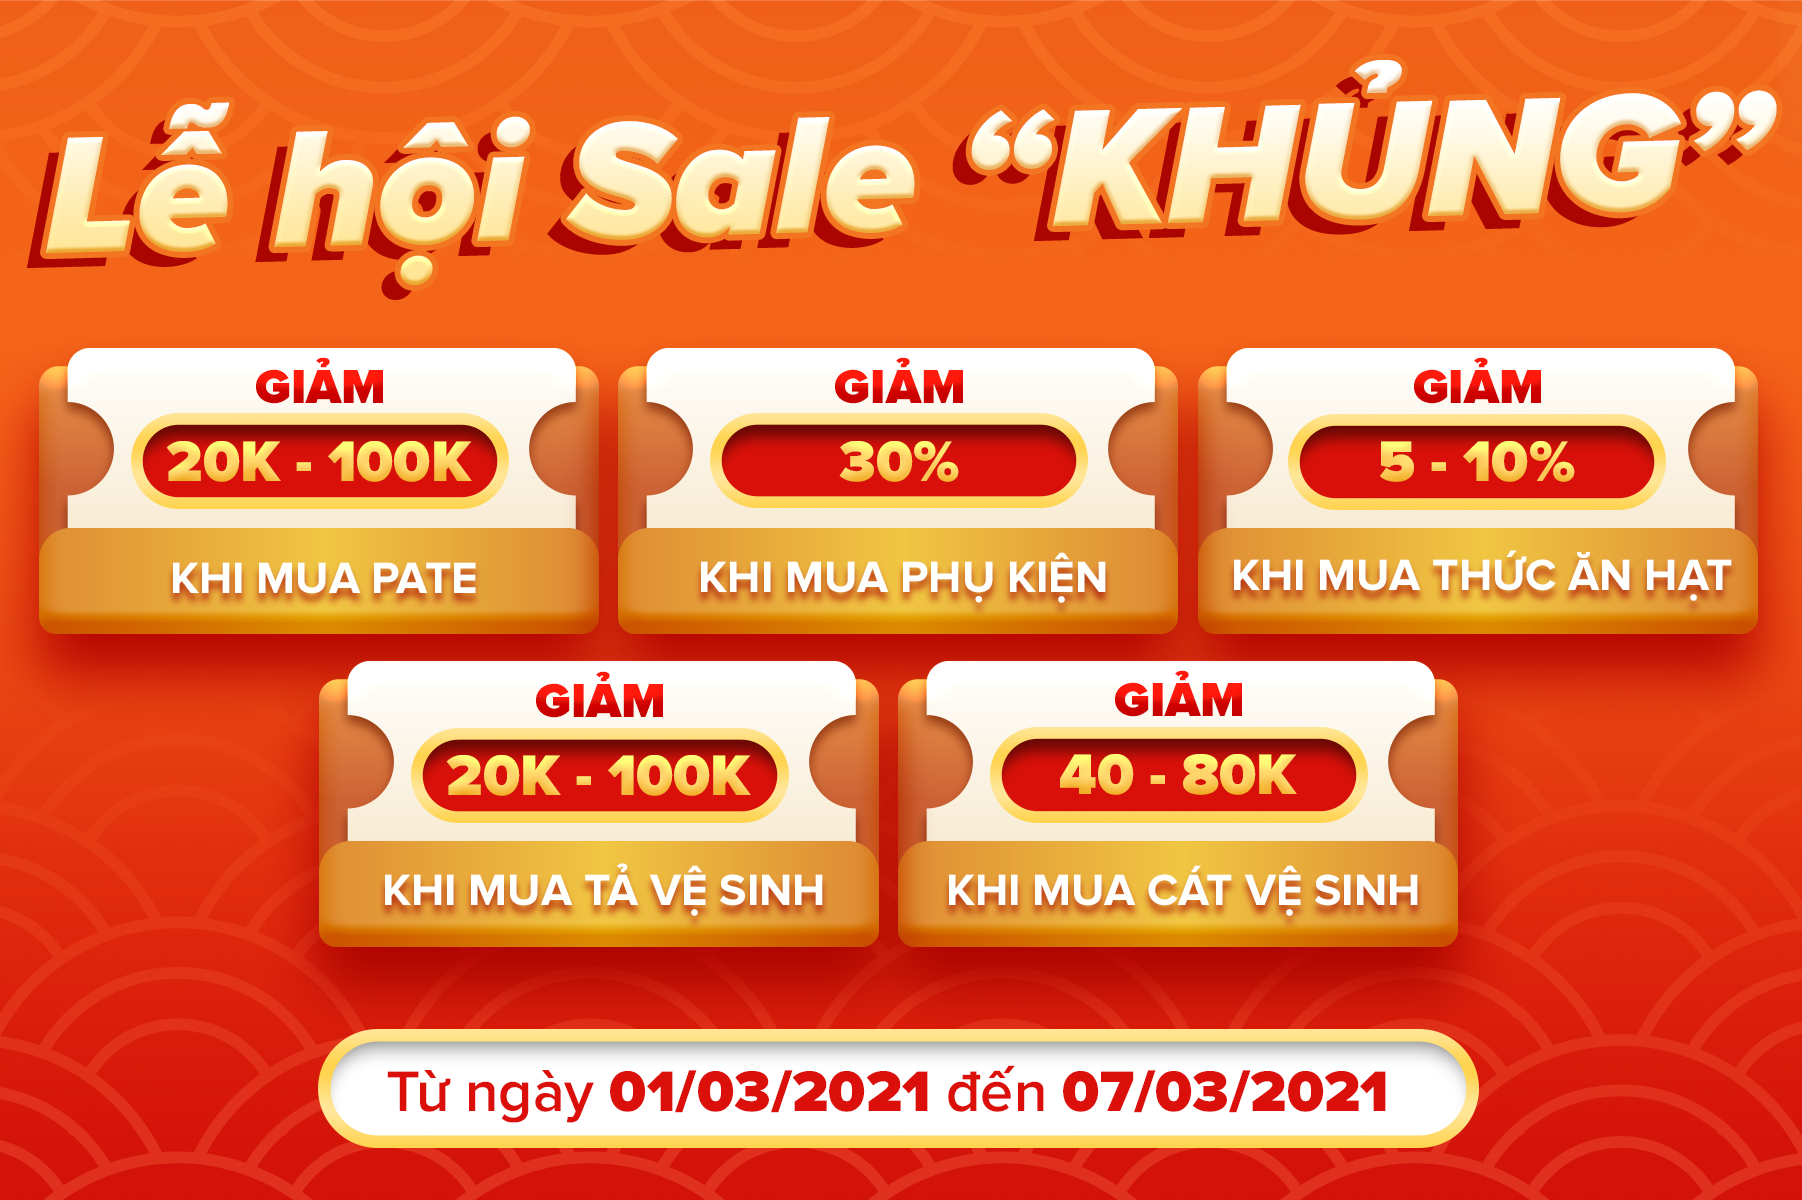 Lễ hội Sale “KHỦNG”
GIẢM
20K - 100K
KHI MUA PATE
GIẢM
30%
KHI MUA PHỤ KIỆN
GIẢM
5 - 10%
KHI MUA THỨC ĂN HẠT
GIẢM
20K - 100K
KHI MUA TẢ VỆ SINH
GIẢM
40 - 80K
KHI MUA CÁT VỆ SINH
Từ ngày 01/03/2021 đến 07/03/2021